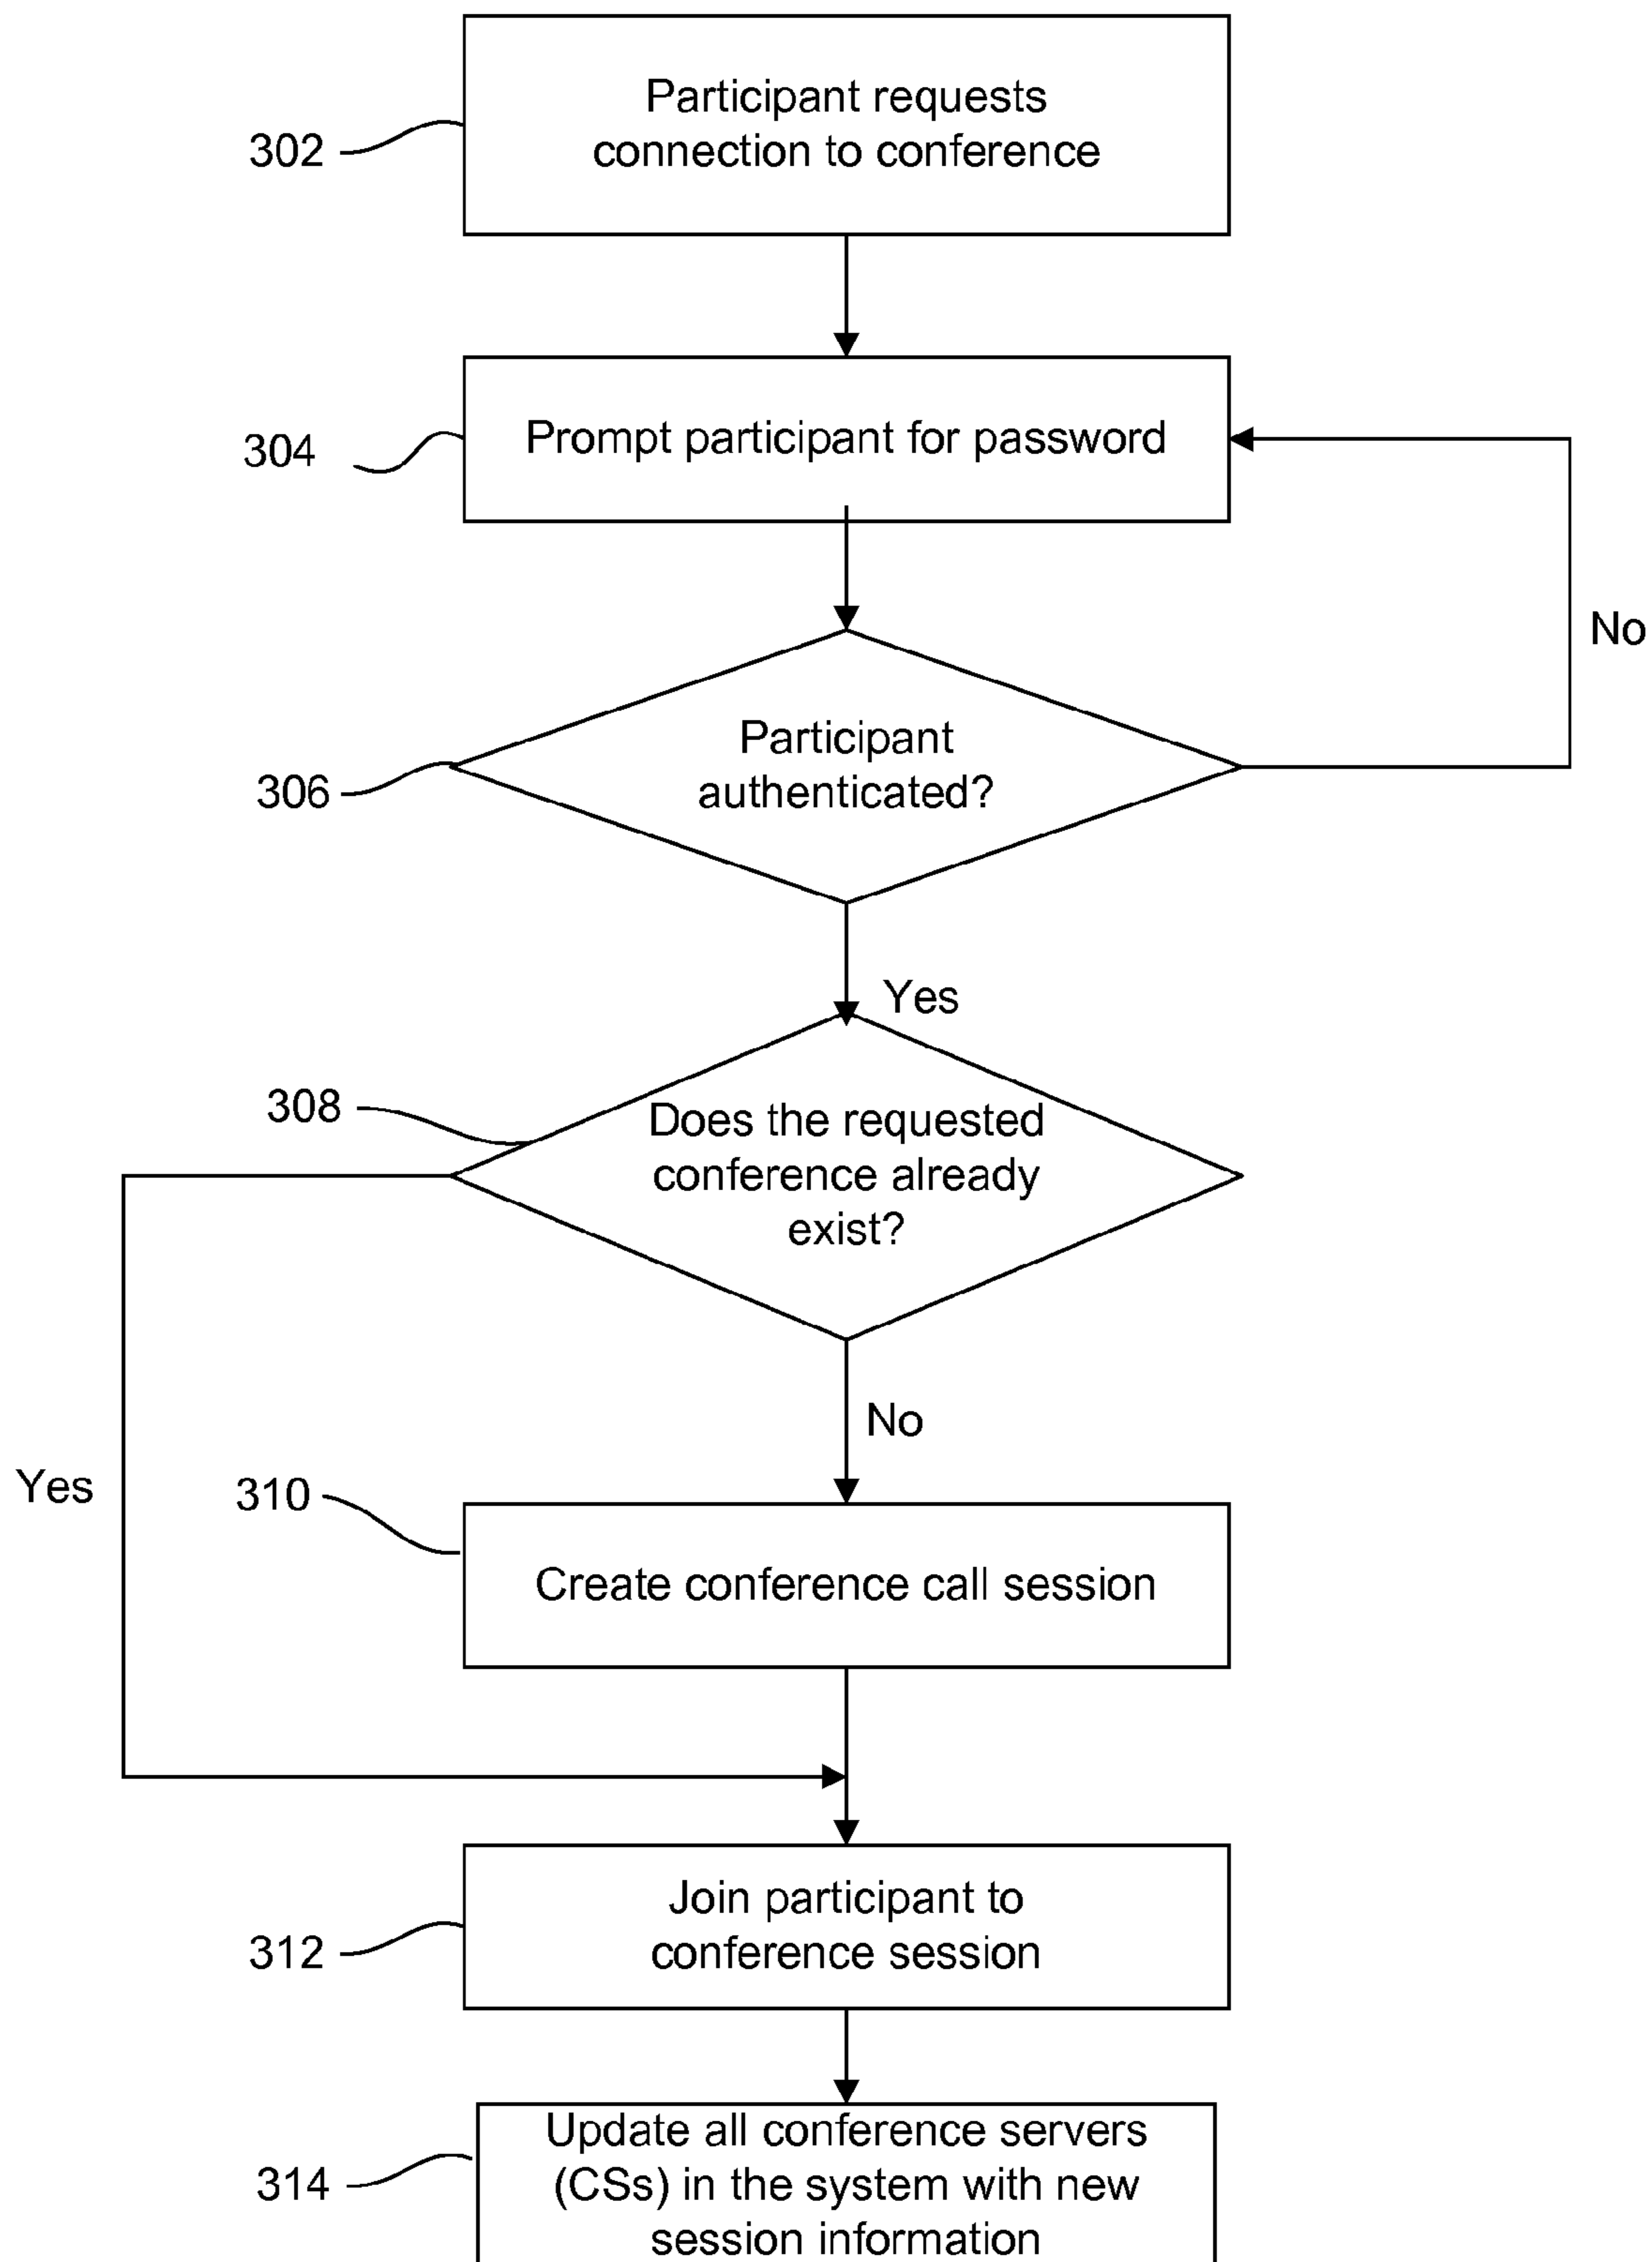 Participant requests
connection to conference
302
Prompt participant for password
304
No
Participant
authenticated?
306
Yes
308
Does the requested
conference already
exist?
No
Yes
310
Create conference call session
Join participant to
conference session
312
Update all conference servers
(CSs) in the system with new
session information
314